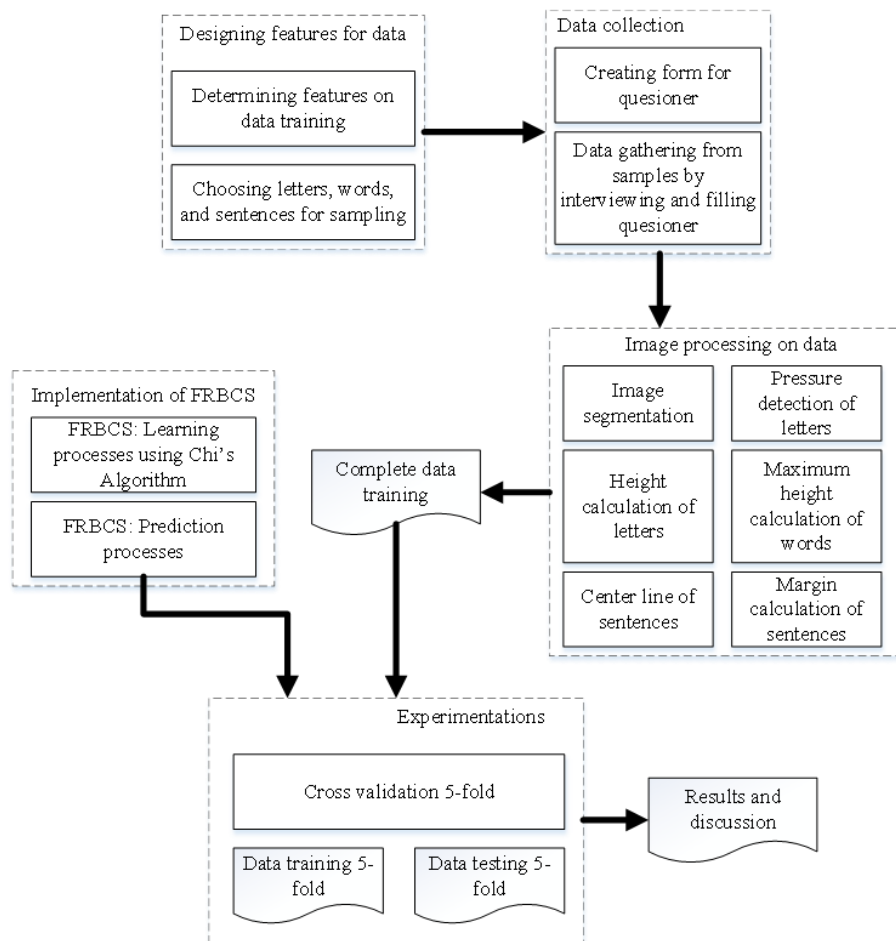 Designing features for data
Determining features on
data training
Choosing letters, words,
and sentences for sampling
Data collection
Creating form for
quesioner
Data gathering from
samples by
interviewing and filling
quesioner
Image processing on data
Image
segmentation
Pressure
detection of
letters
Height
calculation of
letters
Maximum
height
calculation of
words
Center line of
sentences
Margin
calculation of
sentences
Implementation of FRBCS
FRBCS: Learning
processes using Chi's
Algorithm
FRBCS: Prediction
processes
Complete data
training
Experimentations
Cross validation 5-fold
Data training 5-
fold
Data testing 5-
fold
Results and
discussion